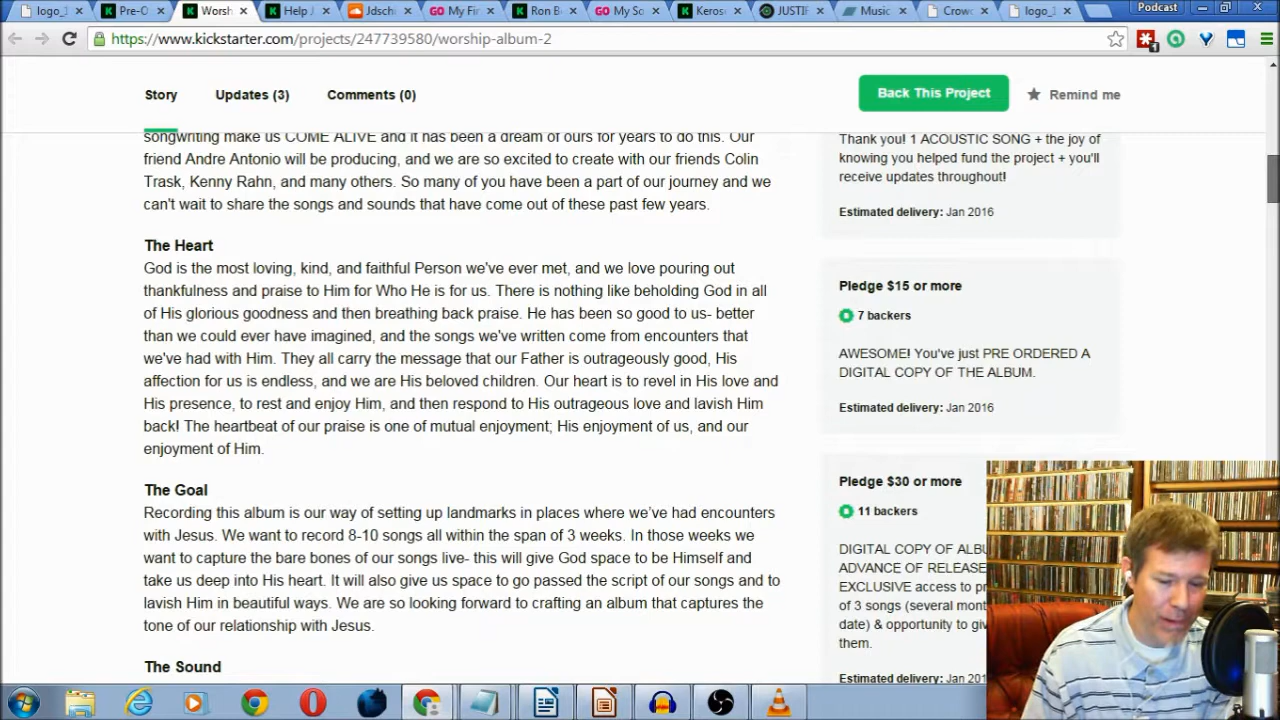 logo_1
Pre-O
Worsh
Help J
Jdschi
GO My Fir
Ron B
GO My So
Keros
JUSTIF
Music
Crowd
logo_1
Podcast
https://www.kickstarter.com/projects/247739580/worship-album-2
1
Story
Updates (3)
Comments (0)
Back This Project
Remind me
songwriting make us COME ALIVE and it has been a dream of ours for years to do this. Our
friend Andre Antonio will be producing, and we are so excited to create with our friends Colin
Trask, Kenny Rahn, and many others. So many of you have been a part of our journey and we
can't wait to share the songs and sounds that have come out of these past few years.
The Heart
God is the most loving, kind, and faithful Person we've ever met, and we love pouring out
thankfulness and praise to Him for Who He is for us. There is nothing like beholding God in all
of His glorious goodness and then breathing back praise. He has been so good to us- better
than we could ever have imagined, and the songs we've written come from encounters that
we've had with Him. They all carry the message that our Father is outrageously good, His
affection for us is endless, and we are His beloved children. Our heart is to revel in His love and
His presence, to rest and enjoy Him, and then respond to His outrageous love and lavish Him
back! The heartbeat of our praise is one of mutual enjoyment; His enjoyment of us, and our
enjoyment of Him.
The Goal
Recording this album is our way of setting up landmarks in places where we've had encounters
with Jesus. We want to record 8-10 songs all within the span of 3 weeks. In those weeks we
want to capture the bare bones of our songs live- this will give God space to be Himself and
take us deep into His heart. It will also give us space to go passed the script of our songs and to
lavish Him in beautiful ways. We are so looking forward to crafting an album that captures the
tone of our relationship with Jesus.
The Sound
Thank you! 1 ACOUSTIC SONG + the joy of
knowing you helped fund the project + you'll
receive updates throughout!
Estimated delivery: Jan 2016
Pledge $15 or more
7 backers
AWESOME! You've just PRE ORDERED A
DIGITAL COPY OF THE ALBUM.
Estimated delivery: Jan 2016
Pledge $30 or more
11 backers
DIGITAL COPY OF ALBU
ADVANCE OF RELEASE
EXCLUSIVE access to pr
of 3 songs (several mont
date) & opportunity to giv
them.
Estimated delivery: Jan